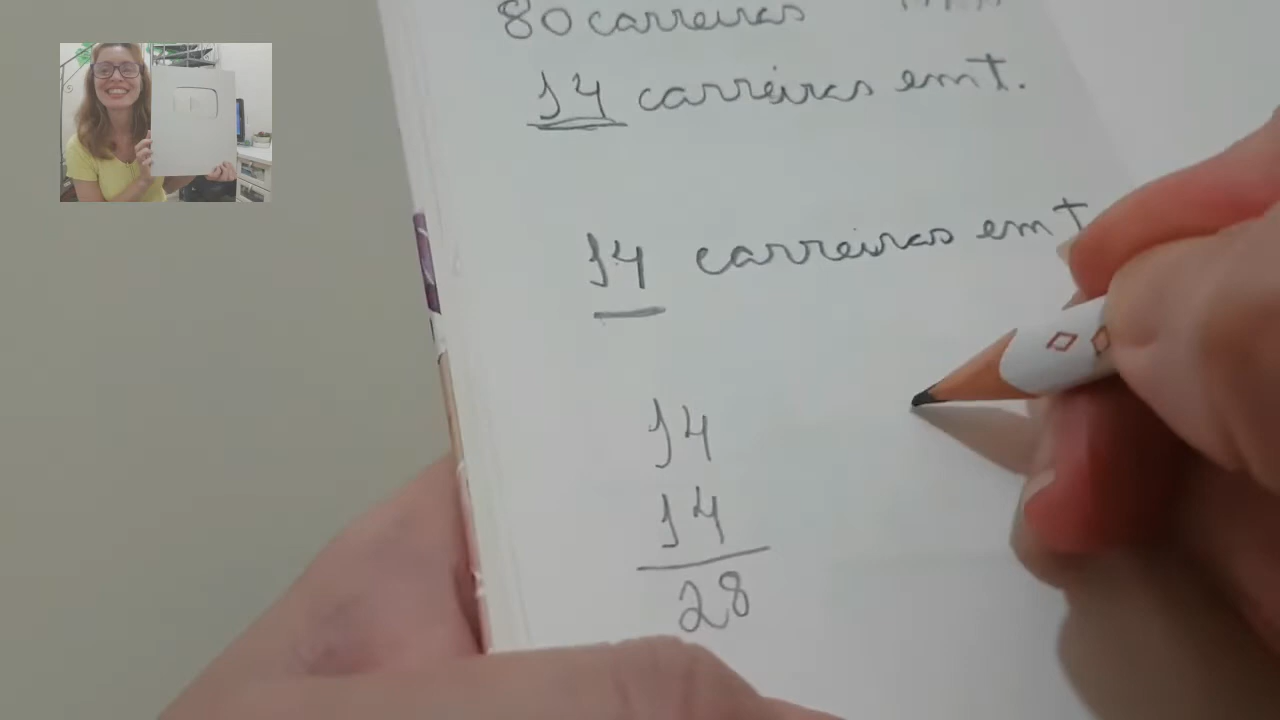 80 carreiras
14 carreiras em T.
14 carreiras em T
14
14
28